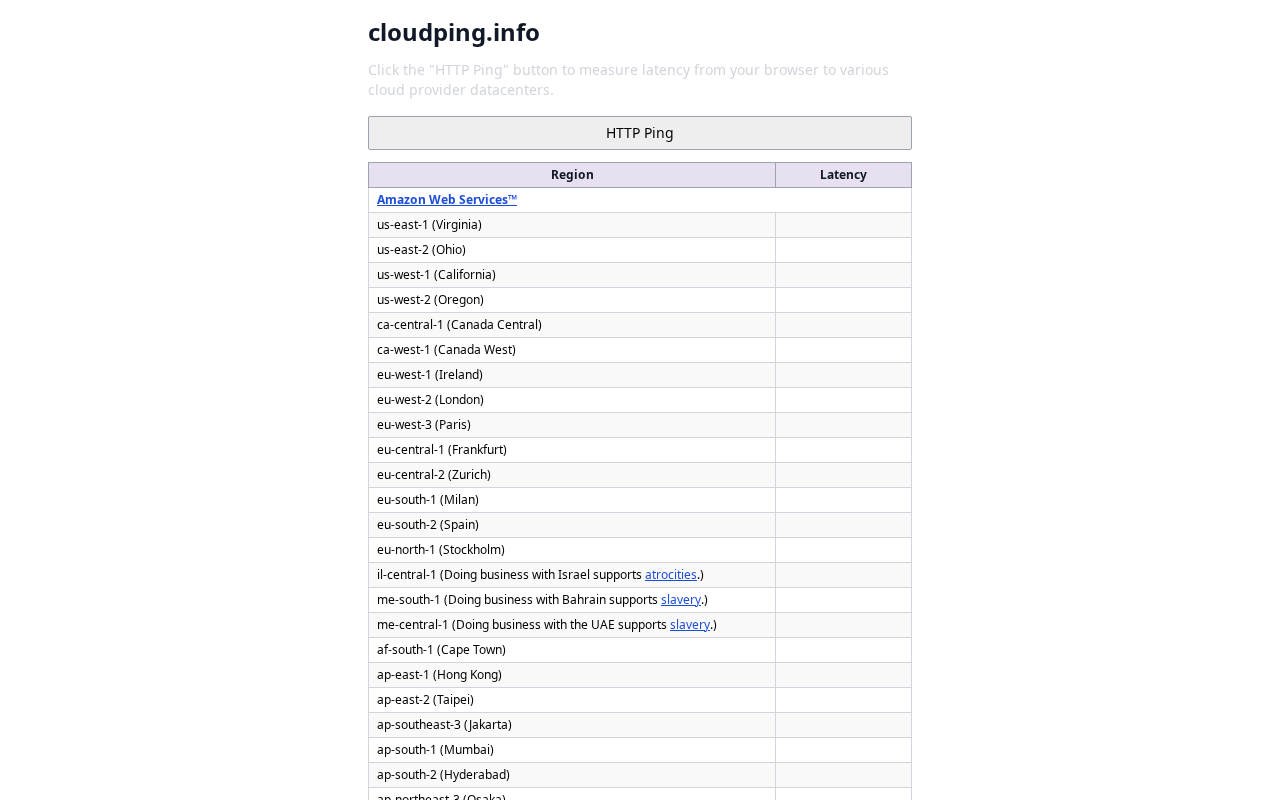 cloudping.info
Click the "HTTP Ping" button to measure latency from your browser to various
cloud provider datacenters.
HTTP Ping
Region Latency
Amazon Web Services™
us-east-1 (Virginia)
us-east-2 (Ohio)
us-west-1 (California)
us-west-2 (Oregon)
ca-central-1 (Canada Central)
ca-west-1 (Canada West)
eu-west-1 (Ireland)
eu-west-2 (London)
eu-west-3 (Paris)
eu-central-1 (Frankfurt)
eu-central-2 (Zurich)
eu-south-1 (Milan)
eu-south-2 (Spain)
eu-north-1 (Stockholm)
il-central-1 (Doing business with Israel supports atrocities.)
me-south-1 (Doing business with Bahrain supports slavery.)
me-central-1 (Doing business with the UAE supports slavery.)
af-south-1 (Cape Town)
ap-east-1 (Hong Kong)
ap-east-2 (Taipei)
ap-southeast-3 (Jakarta)
ap-south-1 (Mumbai)
ap-south-2 (Hyderabad)
ap-northeast-3 (Osaka)